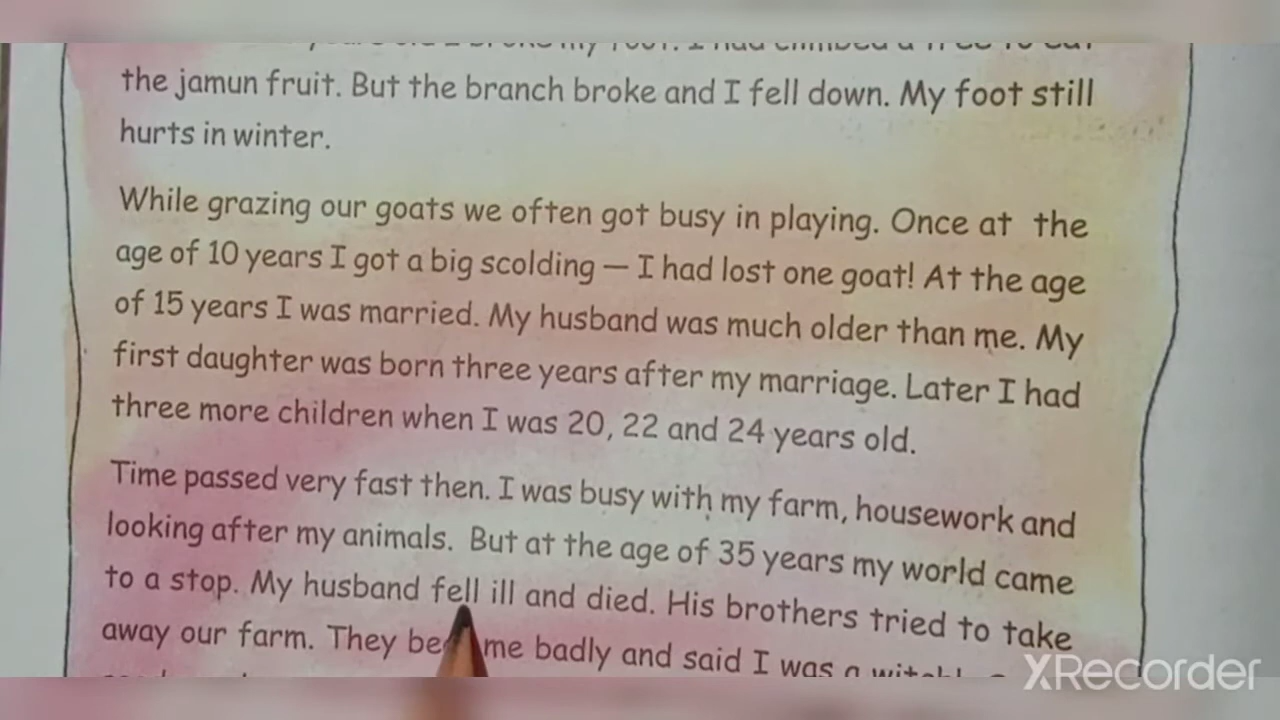 the jamun fruit. But the branch broke and I fell down. My foot still
hurts in winter.
While grazing our goats we often got busy in playing. Once at the
age of 10 years I got a big scolding — I had lost one goat! At the age
of 15 years I was married. My husband was much older than me. My
first daughter was born three years after my marriage. Later I had
three more children when I was 20, 22 and 24 years old.
Time passed very fast then. I was busy with my farm, housework and
looking after my animals. But at the age of 35 years my world came
to a stop. My husband fell ill and died. His brothers tried to take
away our farm. They me badly and said I was a
XRecorder